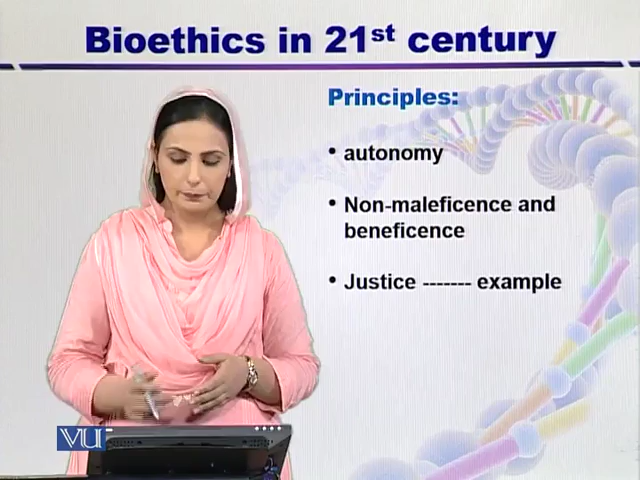 Bioethics in 21st century
Principles:
• autonomy
• Non-maleficence and
beneficence
• Justice ------- example
VU